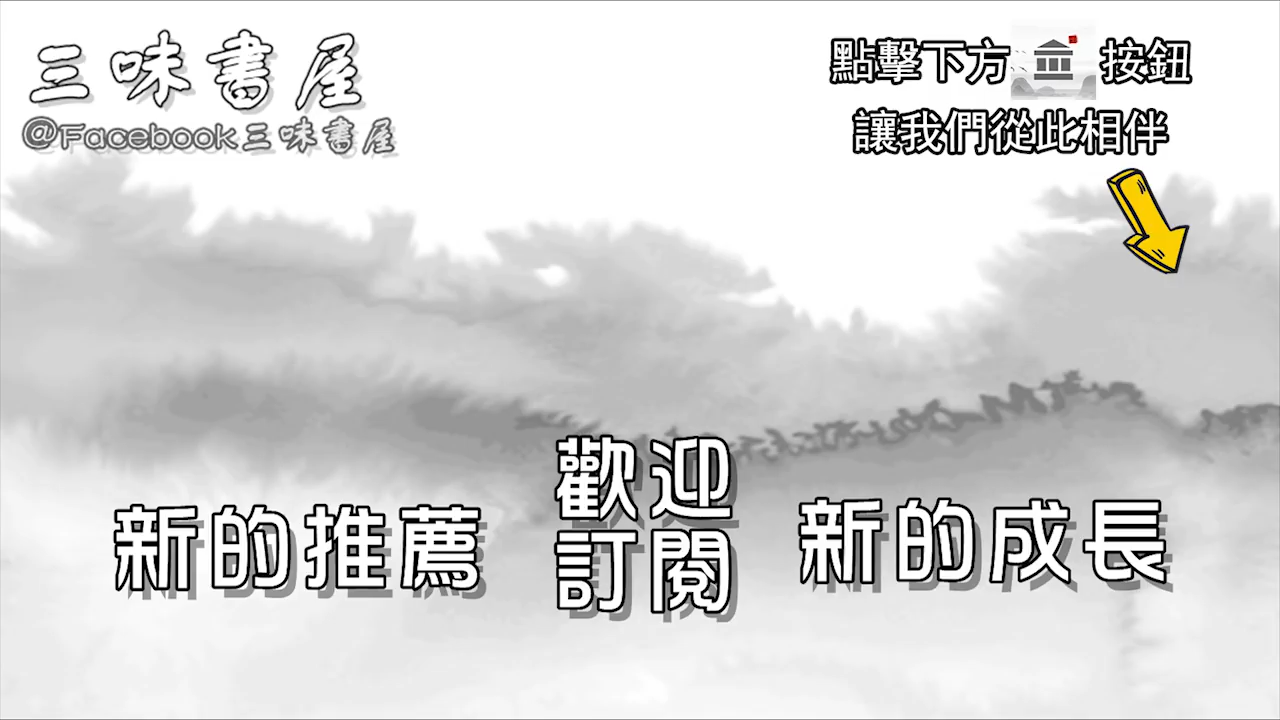 三味書屋
@Facebook三味書屋
點擊下方按鈕
讓我們從此相伴
歡迎
訂閱
新的推薦
新的成長